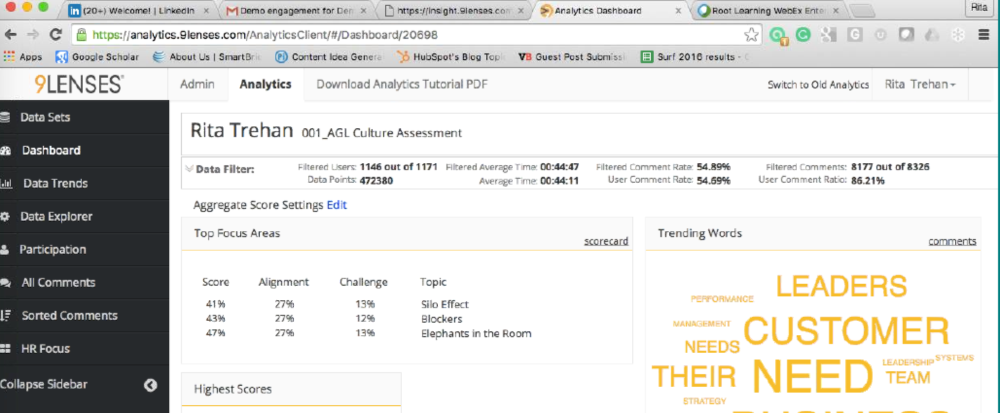 (20+) Welcome! | LinkedIn
Demo engagement for Den
https://insight.9lenses.com
Analytics Dashboard
Root Learning WebEx Ente
Rita
https://analytics.9lenses.com/AnalyticsClient/#/Dashboard/20698
Apps
Google Scholar
About Us | SmartBrie
Content Idea Genera
HubSpot's Blog Topi
VB Guest Post Submissi
Surf 2016 results -
9LENSES®
Admin
Analytics
Download Analytics Tutorial PDF
Switch to Old Analytics
Rita Trehan
Data Sets
Dashboard
Data Trends
Data Explorer
Participation
All Comments
Sorted Comments
HR Focus
Collapse Sidebar
Rita Trehan 001_AGL Culture Assessment
Data Filter:
Filtered Users: 1146 out of 1171 Filtered Average Time: 00:44:47 Filtered Comment Rate: 54.89% Filtered Comments: 8177 out of 8326
Data Points: 472380 Average Time: 00:44:11 User Comment Rate: 54.69% User Comment Ratio: 86.21%
Aggregate Score Settings Edit
Top Focus Areas
scorecard
Score Alignment Challenge Topic
41% 27% 13% Silo Effect
43% 27% 12% Blockers
47% 27% 13% Elephants in the Room
Highest Scores
Trending Words
comments
LEADERS
PERFORMANCE
MANAGEMENT
CUSTOMER
NEEDS
THEIR
NEED
LEADERSHIP
SYSTEMS
TEAM
STRATEGY
BUSINESS